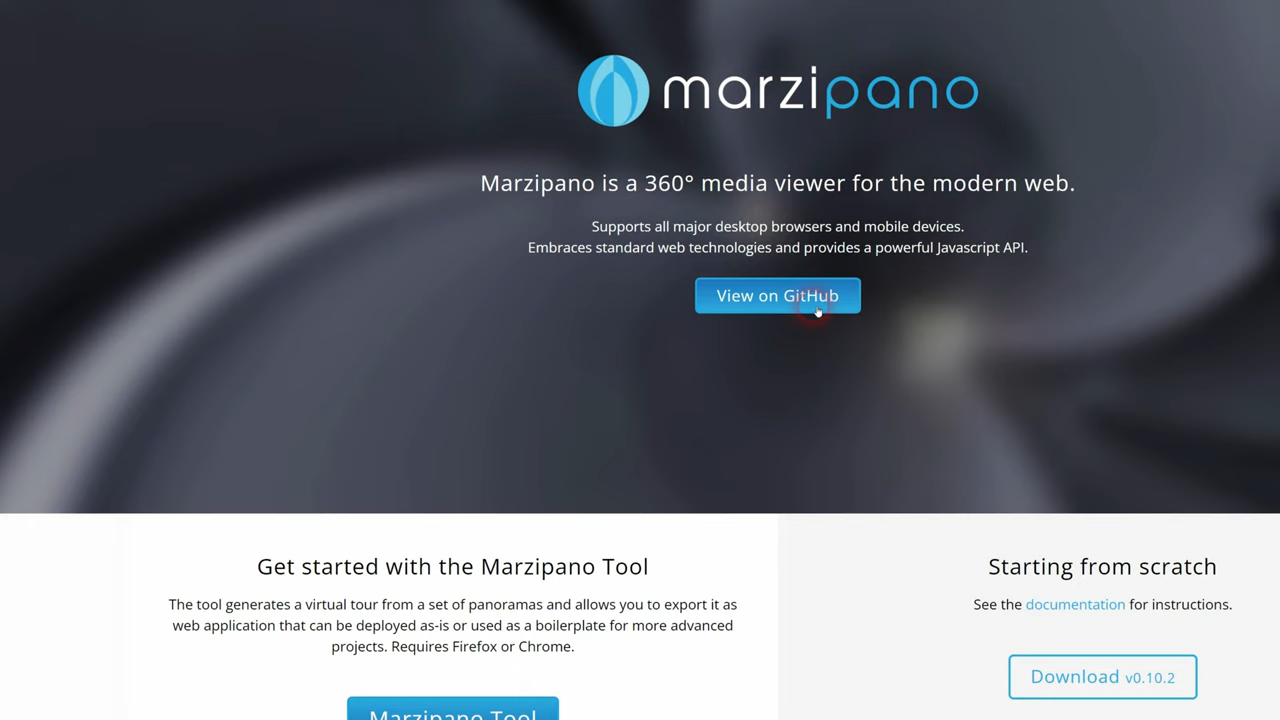 marzipano
Marzipano is a 360° media viewer for the modern web.
Supports all major desktop browsers and mobile devices.
Embraces standard web technologies and provides a powerful Javascript API.
View on GitHub
Get started with the Marzipano Tool
The tool generates a virtual tour from a set of panoramas and allows you to export it as
web application that can be deployed as-is or used as a boilerplate for more advanced
projects. Requires Firefox or Chrome.
Marzipano Tool
Starting from scratch
See the documentation for instructions.
Download v0.10.2